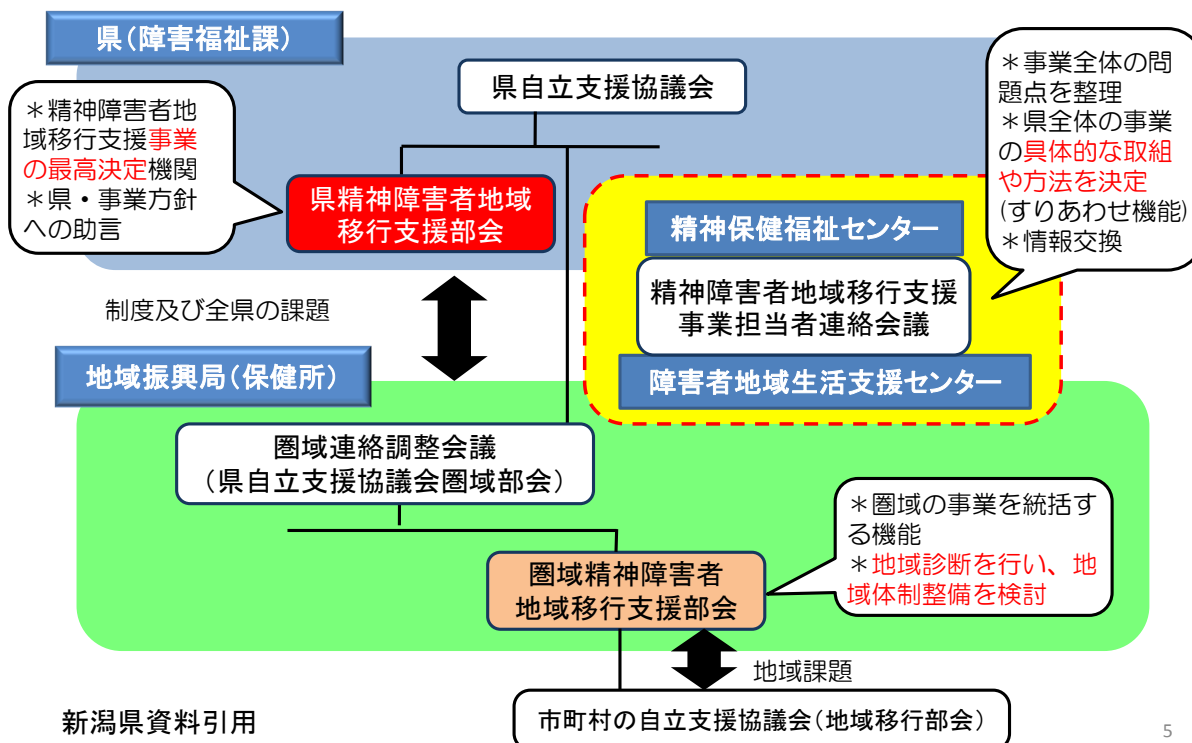 県(障害福祉課)
県自立支援協議会
＊精神障害者地
域移行支援事業
の最高決定機関
＊県・事業方針
への助言
県精神障害者地域
移行支援部会
＊事業全体の問
題点を整理
＊県全体の事業
の具体的な取組
や方法を決定
(すりあわせ機能)
＊情報交換
精神保健福祉センター
精神障害者地域移行支援
事業担当者連絡会議
障害者地域生活支援センター
制度及び全県の課題
地域振興局(保健所)
圏域連絡調整会議
(県自立支援協議会圏域部会)
＊圏域の事業を統括す
る機能
＊地域診断を行い、地
域体制整備を検討
圏域精神障害者
地域移行支援部会
地域課題
市町村の自立支援協議会(地域移行部会)
新潟県資料引用
5